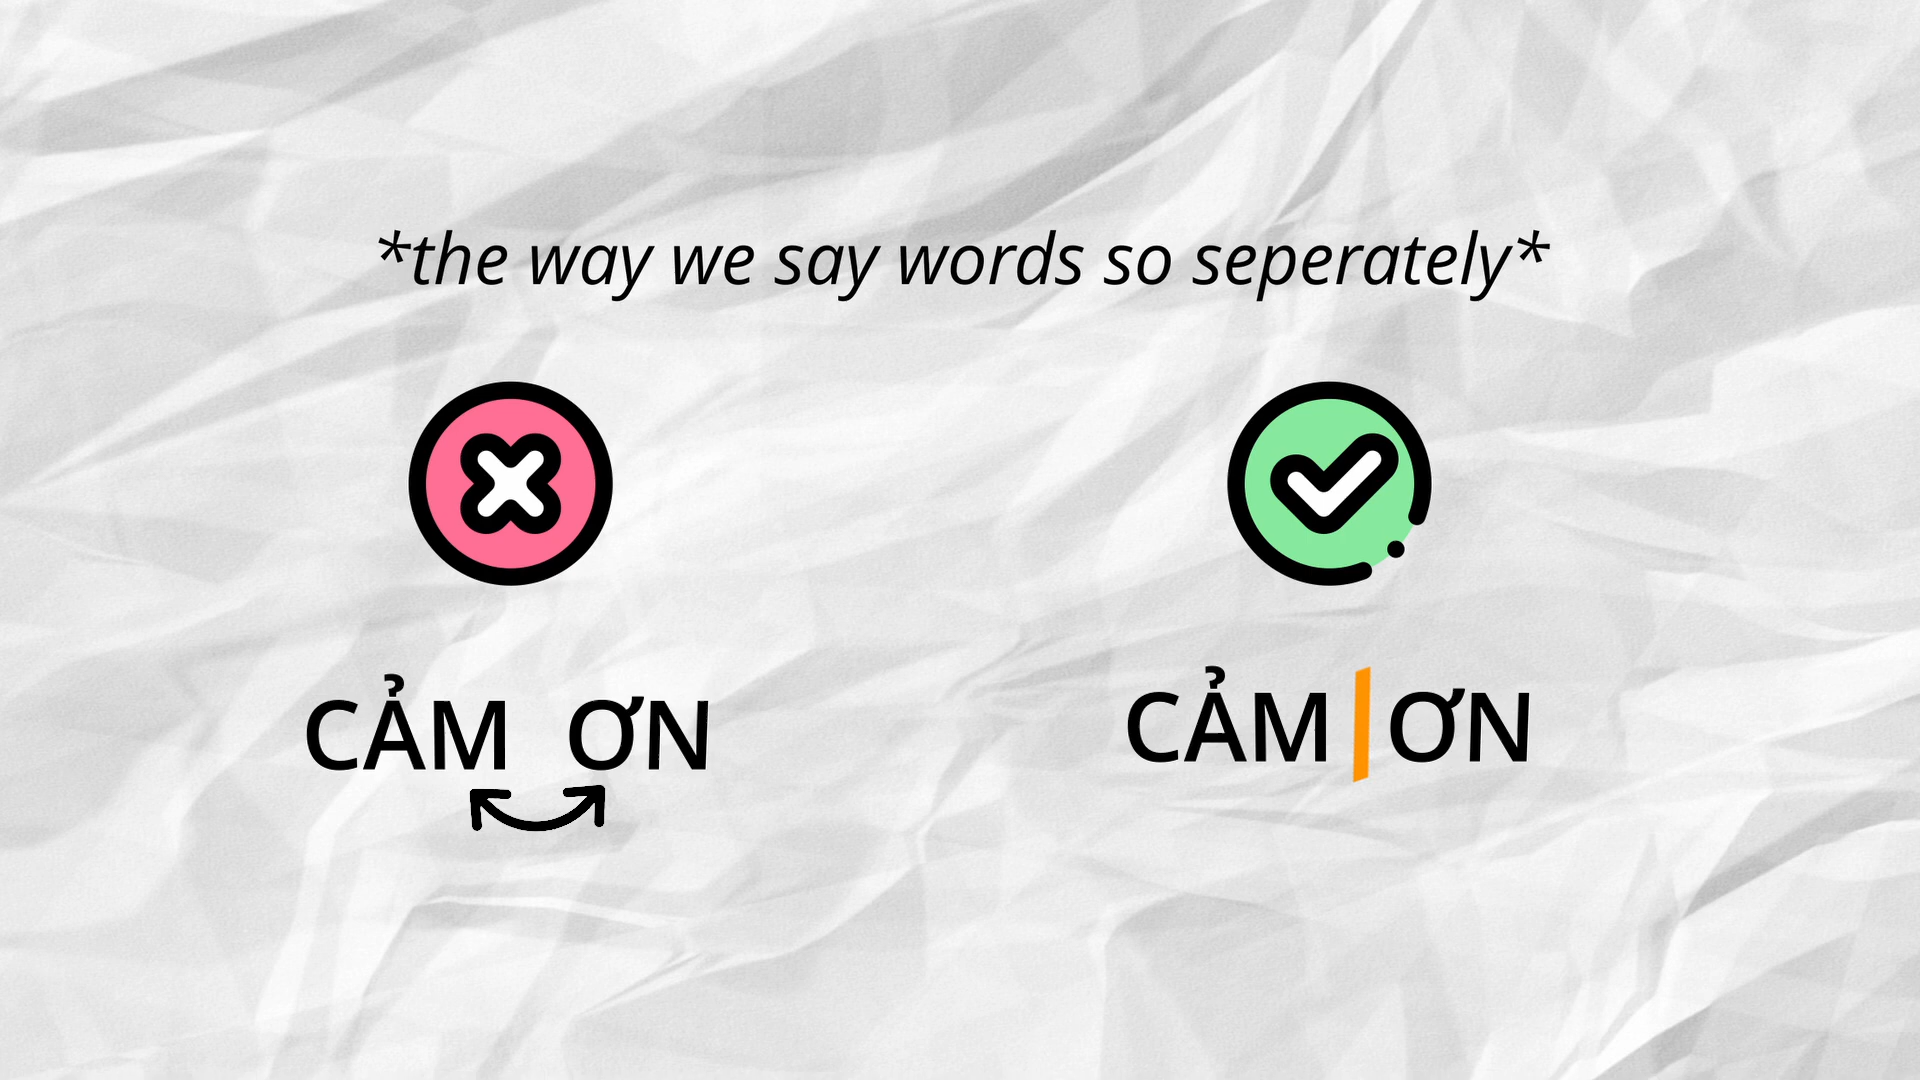 *the way we say words so seperately*
CẢM ƠN
CẢM | ƠN